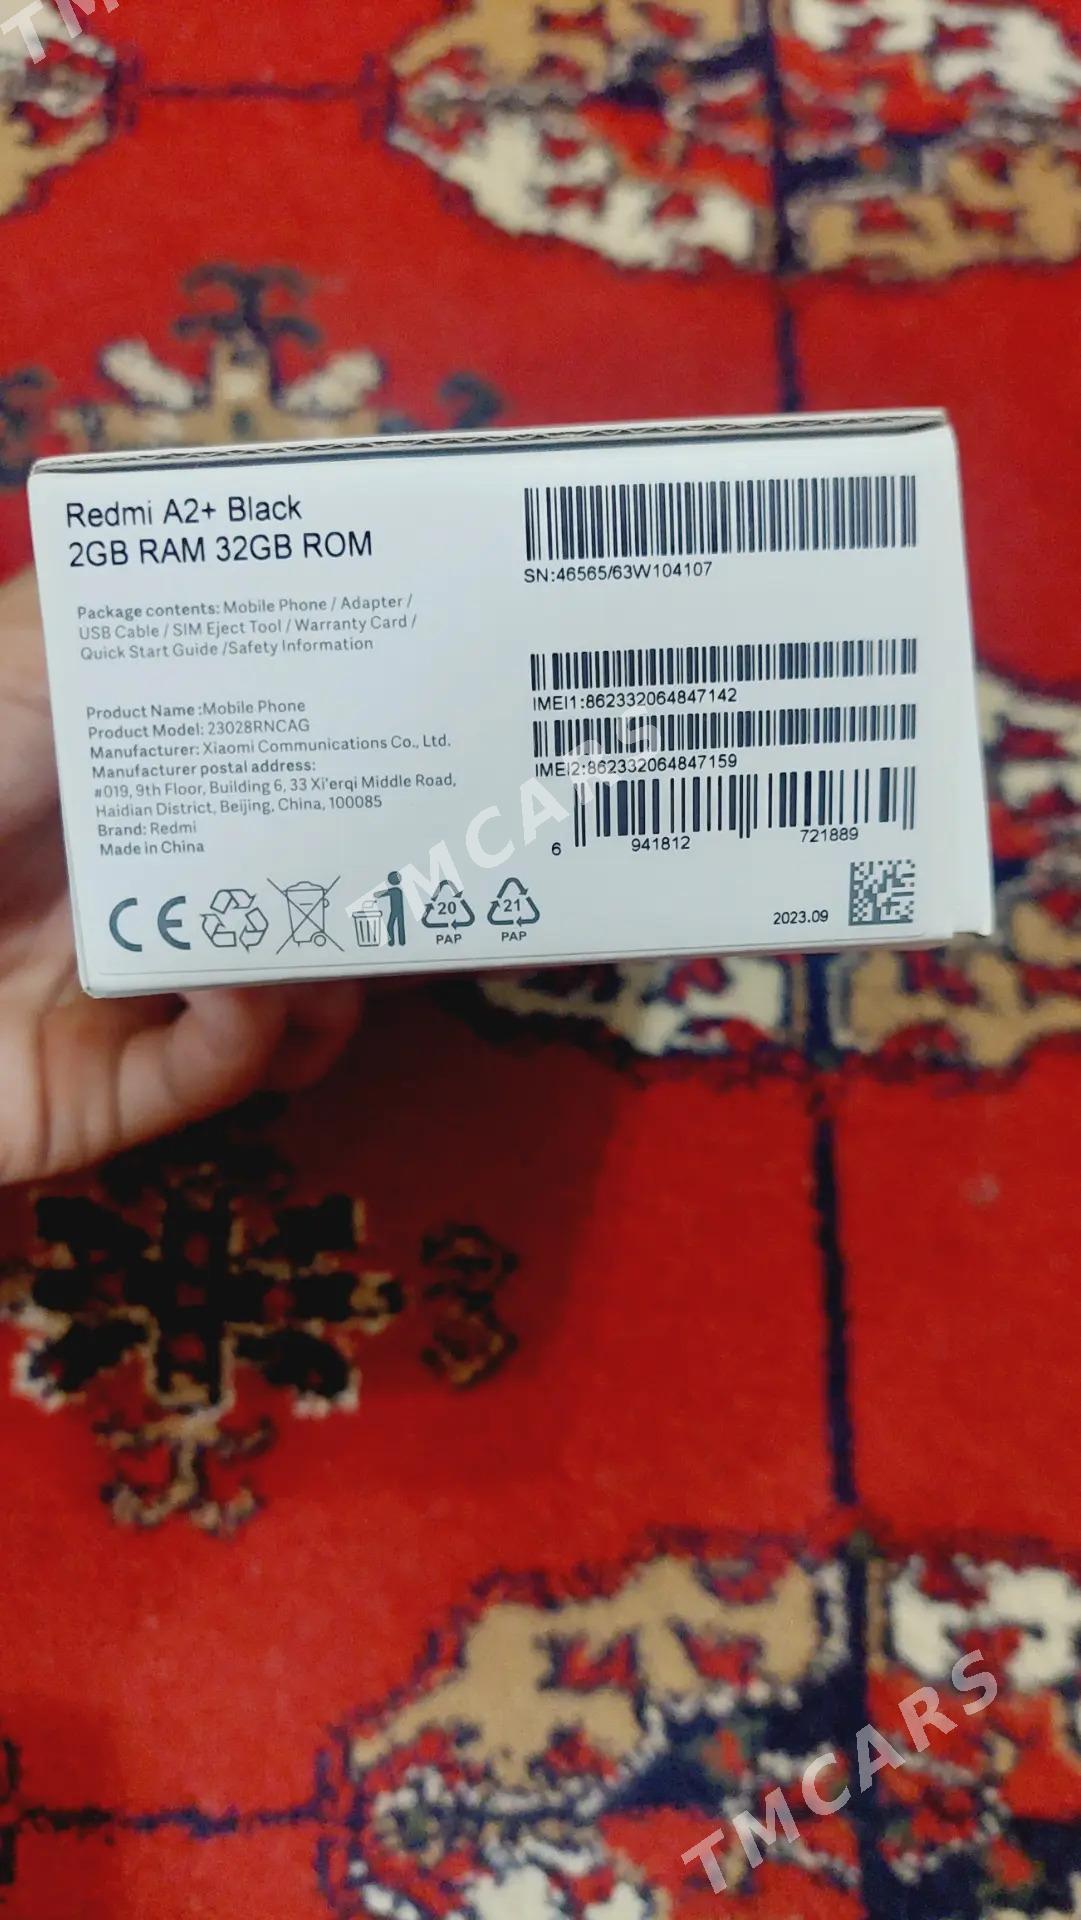 Redmi A2+ Black
2GB RAM 32GB ROM
Package contents: Mobile Phone / Adapter /
USB Cable / SIM Eject Tool / Warranty Card /
Quick Start Guide /Safety Information
Product Name :Mobile Phone
Product Model: 23028RNCAG
Manufacturer: Xiaomi Communications Co., Ltd.
Manufacturer postal address:
#019, 9th Floor, Building 6, 33 Xi'erqi Middle Road,
Haidian District, Beijing, China, 100085
Brand: Redmi
Made in China
CE
20
PAP
21
PAP
SN:46565/63W104107
IMEI1:862332064847142
IMEI2:862332064847159
6 941812 721889
2023.09
TMCARS
TMCARS
TM